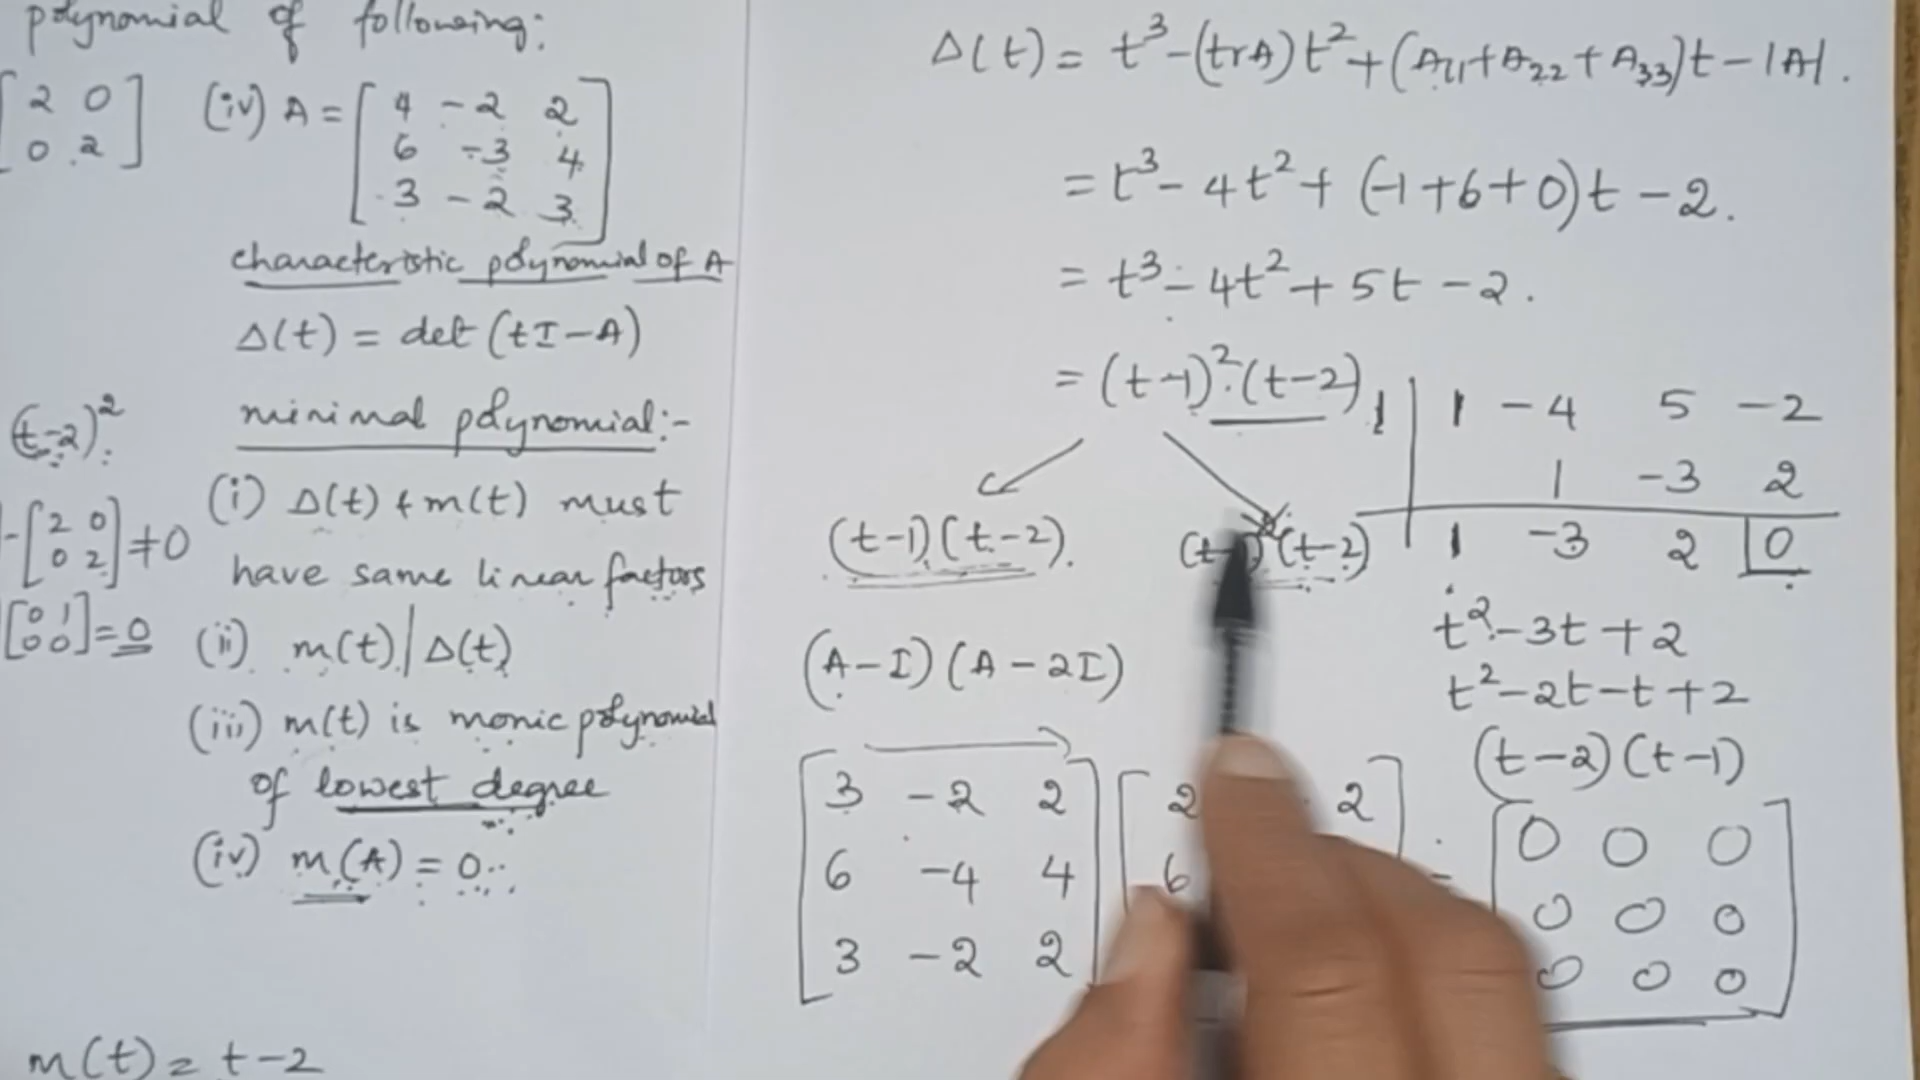 polynomial of following:
[2 0
0 2]
(iv) A = [4 -2 2
6 -3 4
3 -2 3]
characteristic polynomial of A
Δ(t) = det (tI-A)
(t-2)²
minimal polynomial:-
(i) Δ(t) & m(t) must
have same linear factors
-[2 0
0 2] ≠ 0
[0 1
0 0] = 0
(ii) m(t) | Δ(t)
(iii) m(t) is monic polynomial
of lowest degree
(iv) m(A) = 0
m(t) = t-2
Δ(t) = t³ - (trA)t² + (A₁₁+A₂₂+A₃₃)t - |A|.
= t³ - 4t² + (-1+6+0)t - 2.
= t³ - 4t² + 5t - 2.
= (t-1)²(t-2)
1 | 1 -4 5 -2
1 -3 2
1 -3 2 0
(t-1)(t-2). (t-1)²(t-2)
t²-3t+2
t²-2t-t+2
(t-2)(t-1)
(A-I)(A-2I)
[3 -2 2
6 -4 4
3 -2 2]
[2 2
6
= [0 0 0
0 0 0
0 0 0]